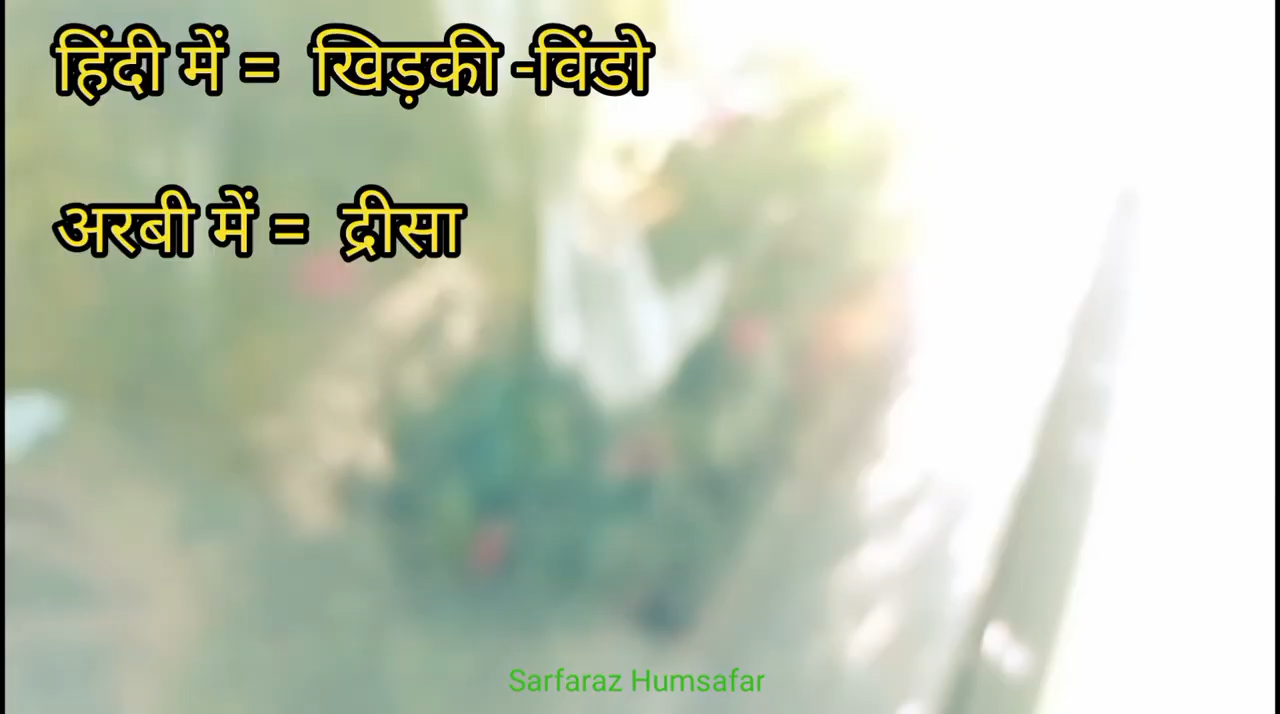 हिंदी में = खिड़की -विंडो
अरबी में = द्रीसा
Sarfaraz Humsafar